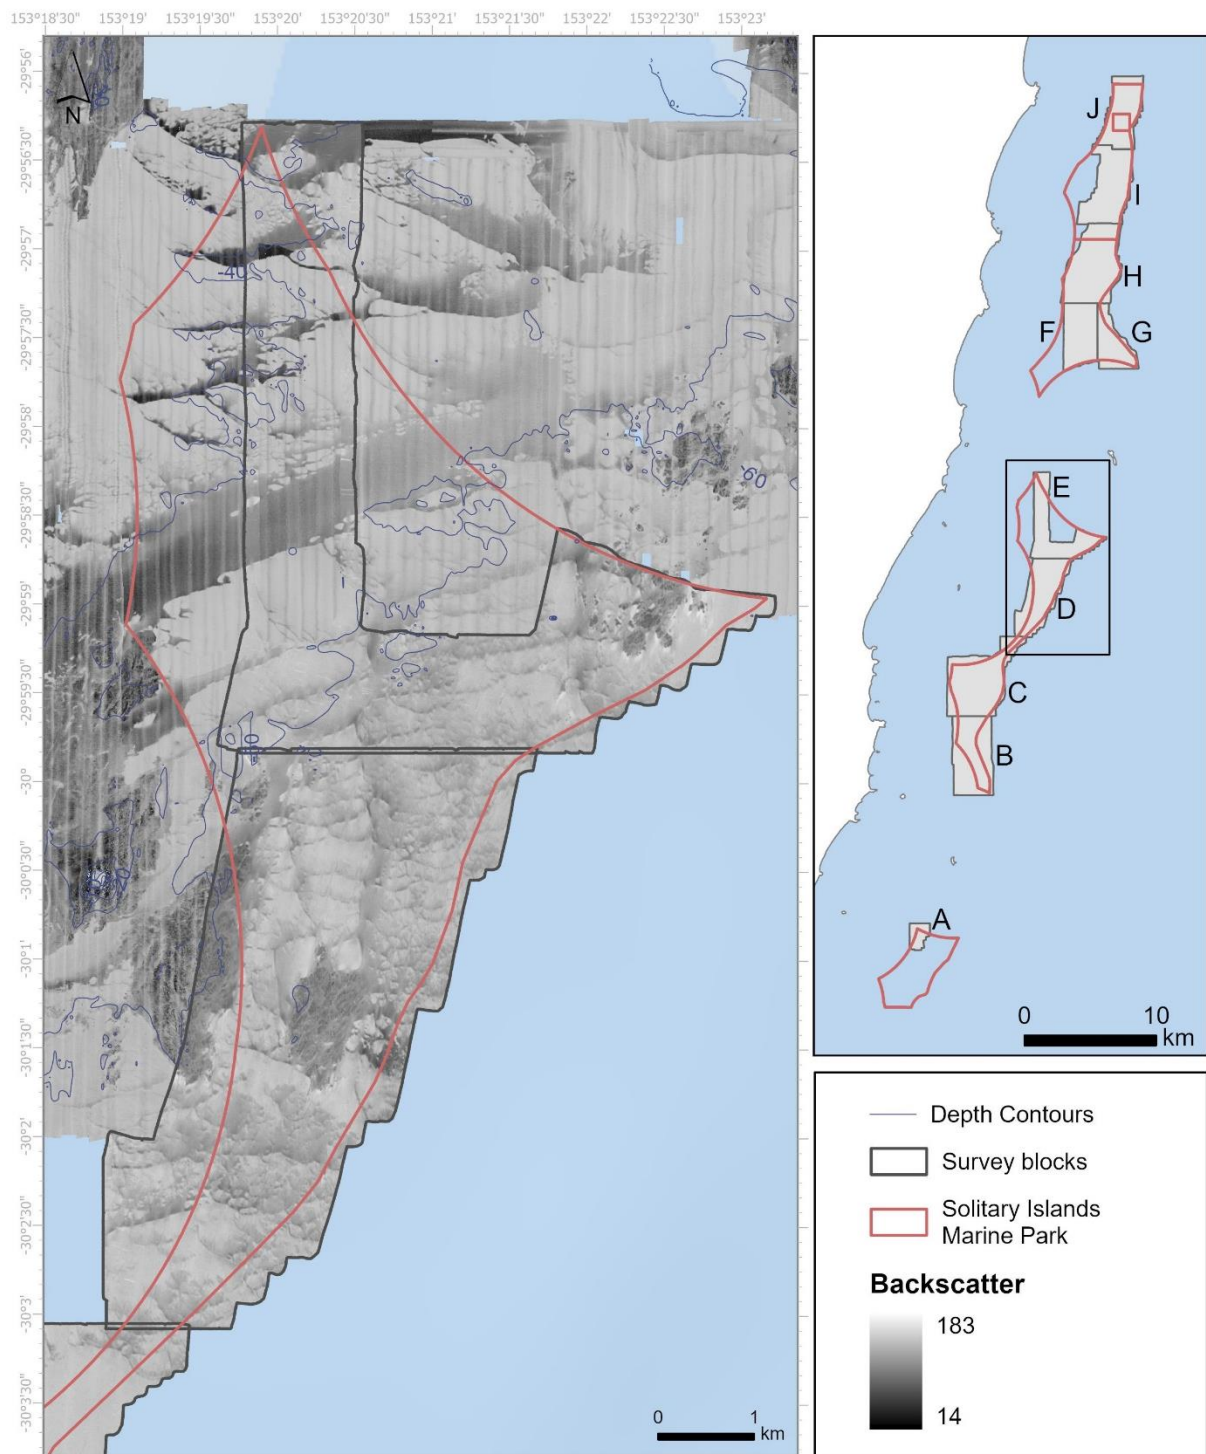 153°18'30" 153°19' 153°19'30" 153°20' 153°20'30" 153°21' 153°21'30" 153°22' 153°22'30" 153°23'
-29°56'
-29°56'30"
-29°57'
-29°57'30"
-29°58'
-29°58'30"
-29°59'
-29°59'30"
-30°
-30°0'30"
-30°1'
-30°1'30"
-30°2'
-30°2'30"
-30°3'
-30°3'30"
N
-40
-60
0 1
km
J
I
H
F G
E
D
C
B
A
0 10
km
Depth Contours
Survey blocks
Solitary Islands
Marine Park
Backscatter
183
14